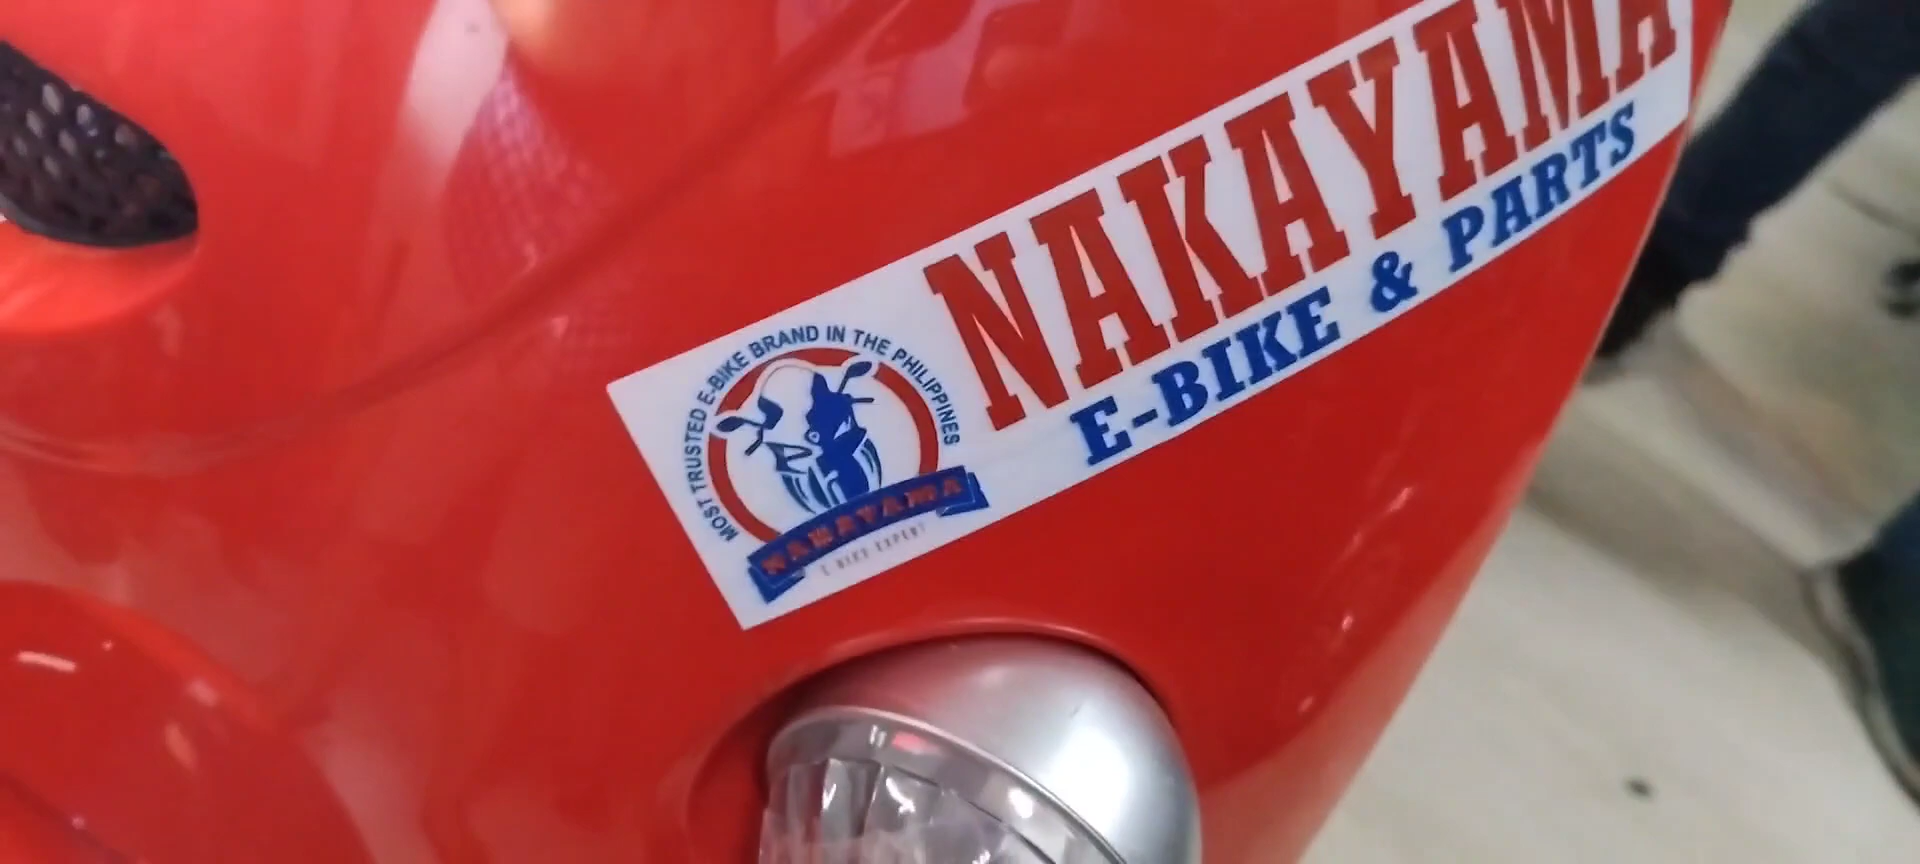 NAKAYAMA
E-BIKE & PARTS
MOST TRUSTED E-BIKE BRAND IN THE PHILIPPINES
NAKAYAMA
E BIKE EXPERT